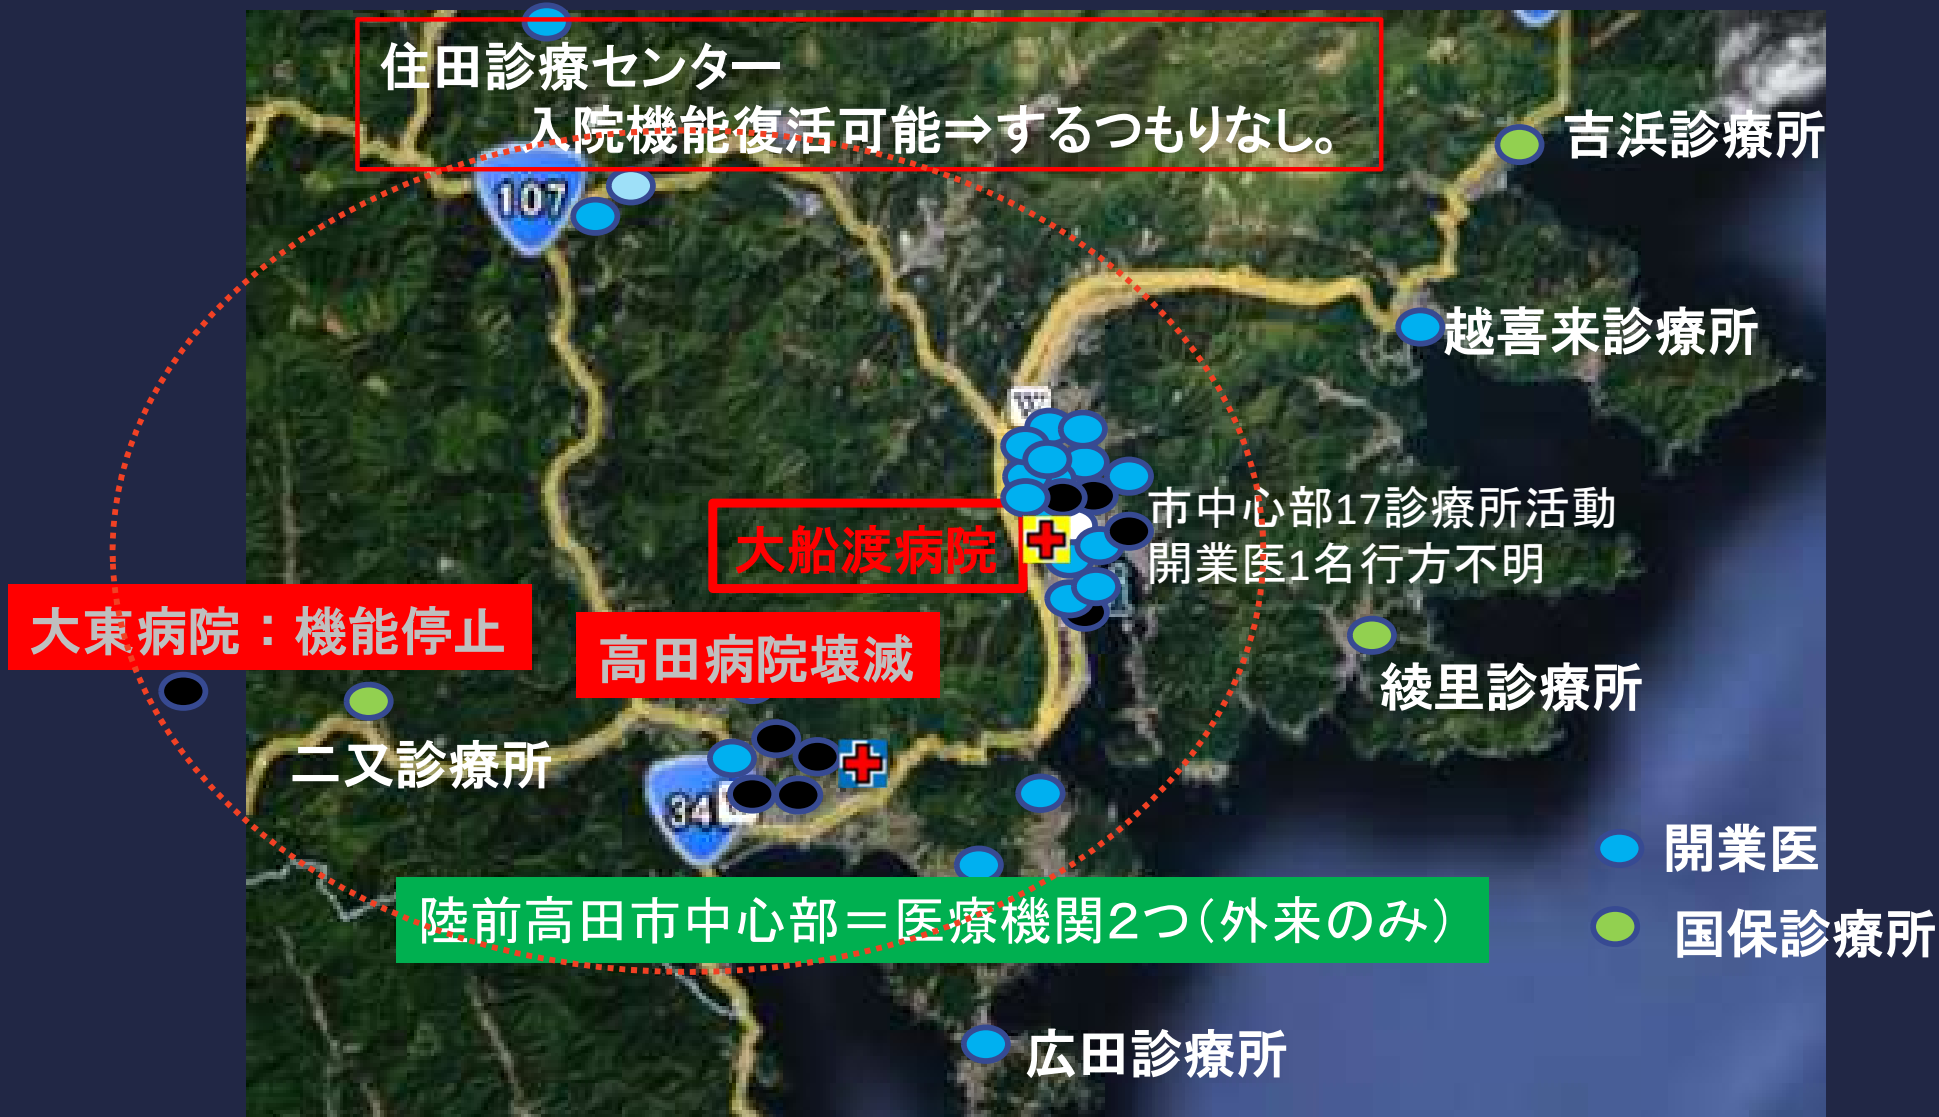 住田診療センター
入院機能復活可能⇒するつもりなし。
吉浜診療所
107
越喜来診療所
市中心部17診療所活動
開業医1名行方不明
大船渡病院
大東病院：機能停止
高田病院壊滅
綾里診療所
二又診療所
34
開業医
陸前高田市中心部＝医療機関２つ（外来のみ）
国保診療所
広田診療所